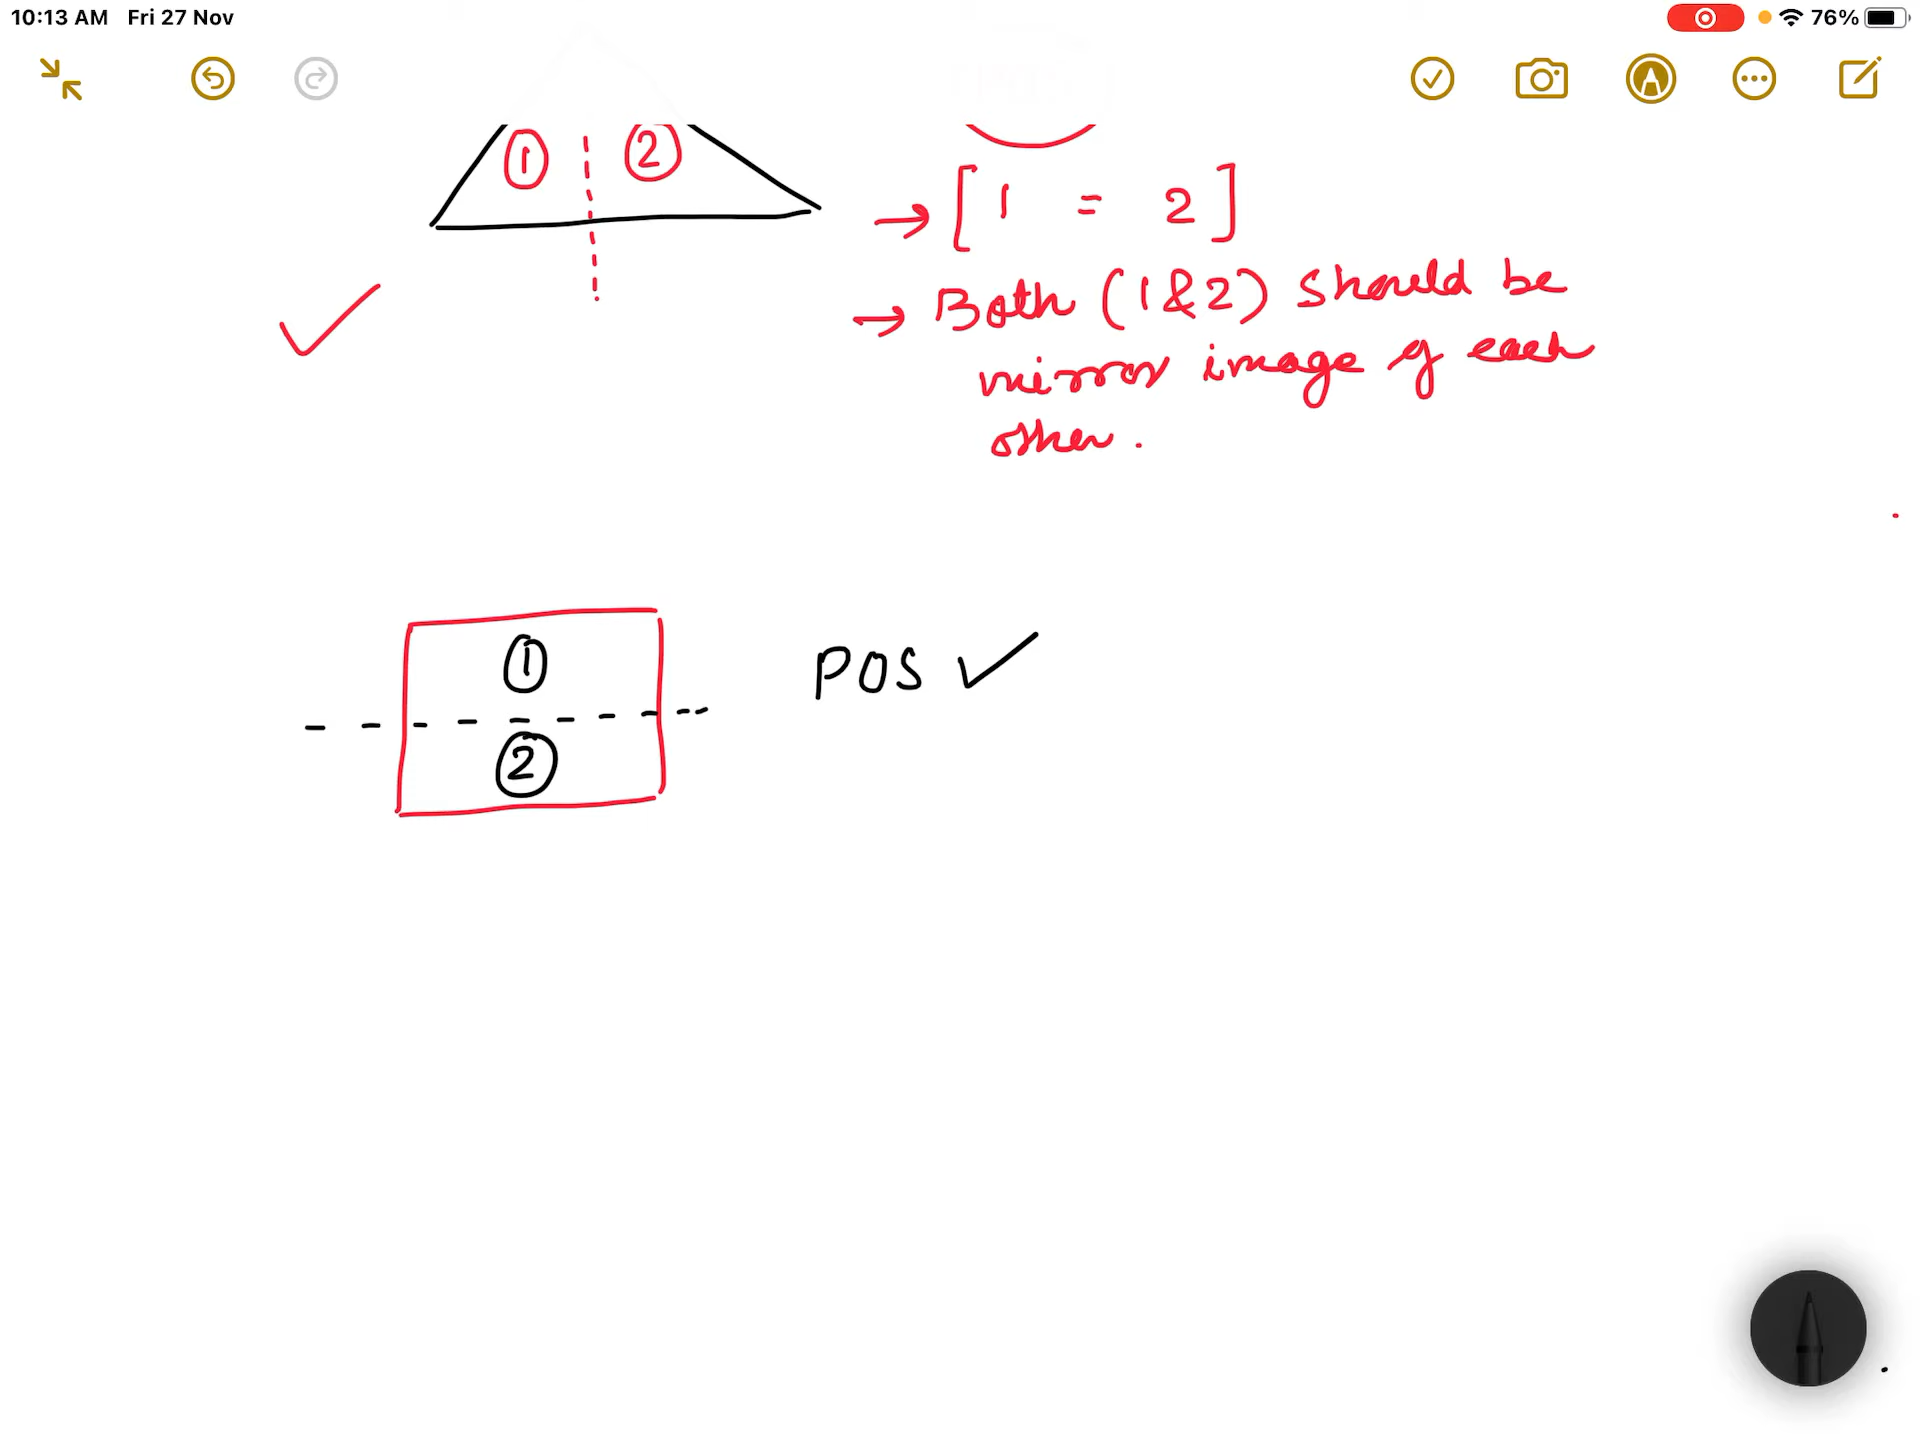 10:13 AM Fri 27 Nov 76%
1 2
[ 1 = 2 ]
→ Both (1&2) should be
mirror image of each
other.
1
POS ✓
2